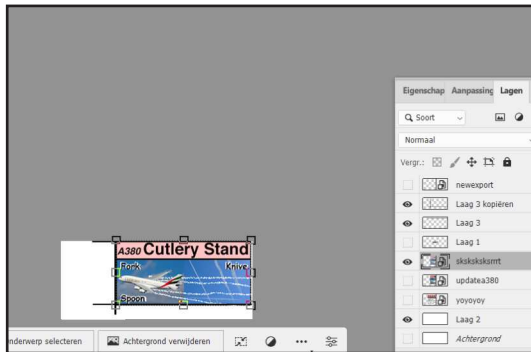 Eigenschap Aanpassing Lagen
Soort
Normaal
Vergr.:
newexport
Laag 3 kopiëren
Laag 3
Laag 1
sksksksksmt
updatea380
yoyoyoy
Laag 2
Achtergrond
A380 Cutlery Stand
Fork Knive
Spoon
nderwerp selecteren Achtergrond verwijderen